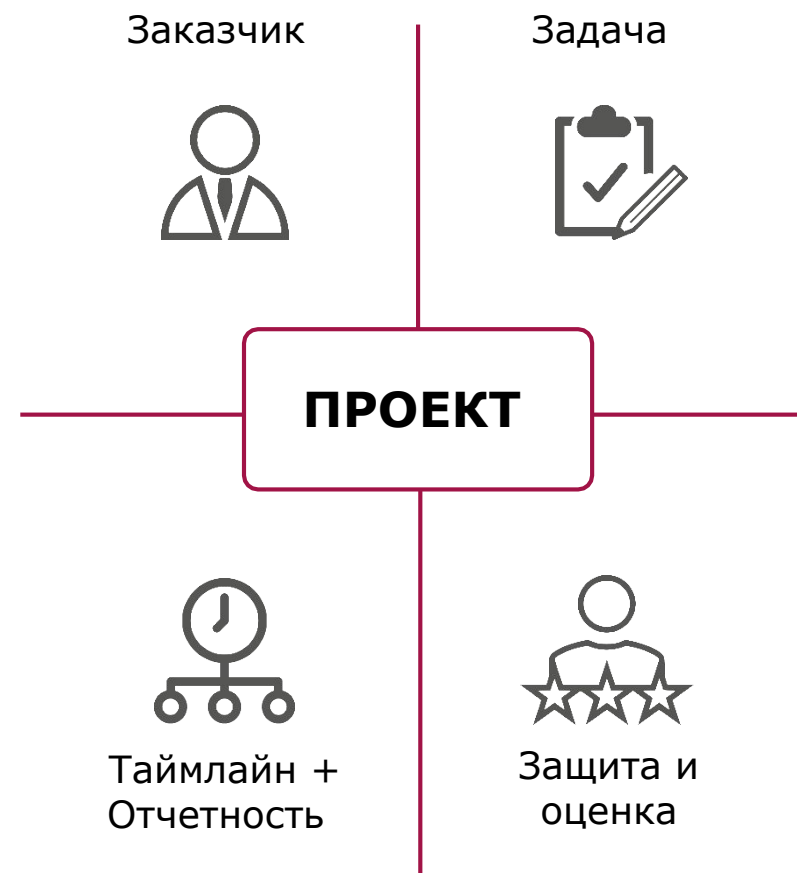 Заказчик
Задача
ПРОЕКТ
Таймлайн +
Отчетность
Защита и
оценка